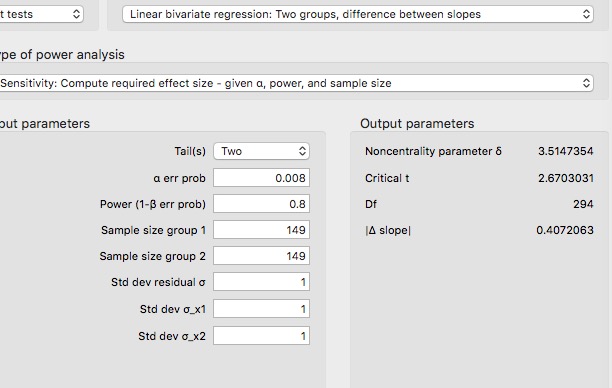 t tests
Linear bivariate regression: Two groups, difference between slopes
ype of power analysis
Sensitivity: Compute required effect size - given α, power, and sample size
put parameters
Output parameters
Tail(s) Two
Noncentrality parameter δ 3.5147354
α err prob 0.008
Critical t 2.6703031
Power (1-β err prob) 0.8
Df 294
Sample size group 1 149
|Δ slope| 0.4072063
Sample size group 2 149
Std dev residual σ 1
Std dev σ_x1 1
Std dev σ_x2 1